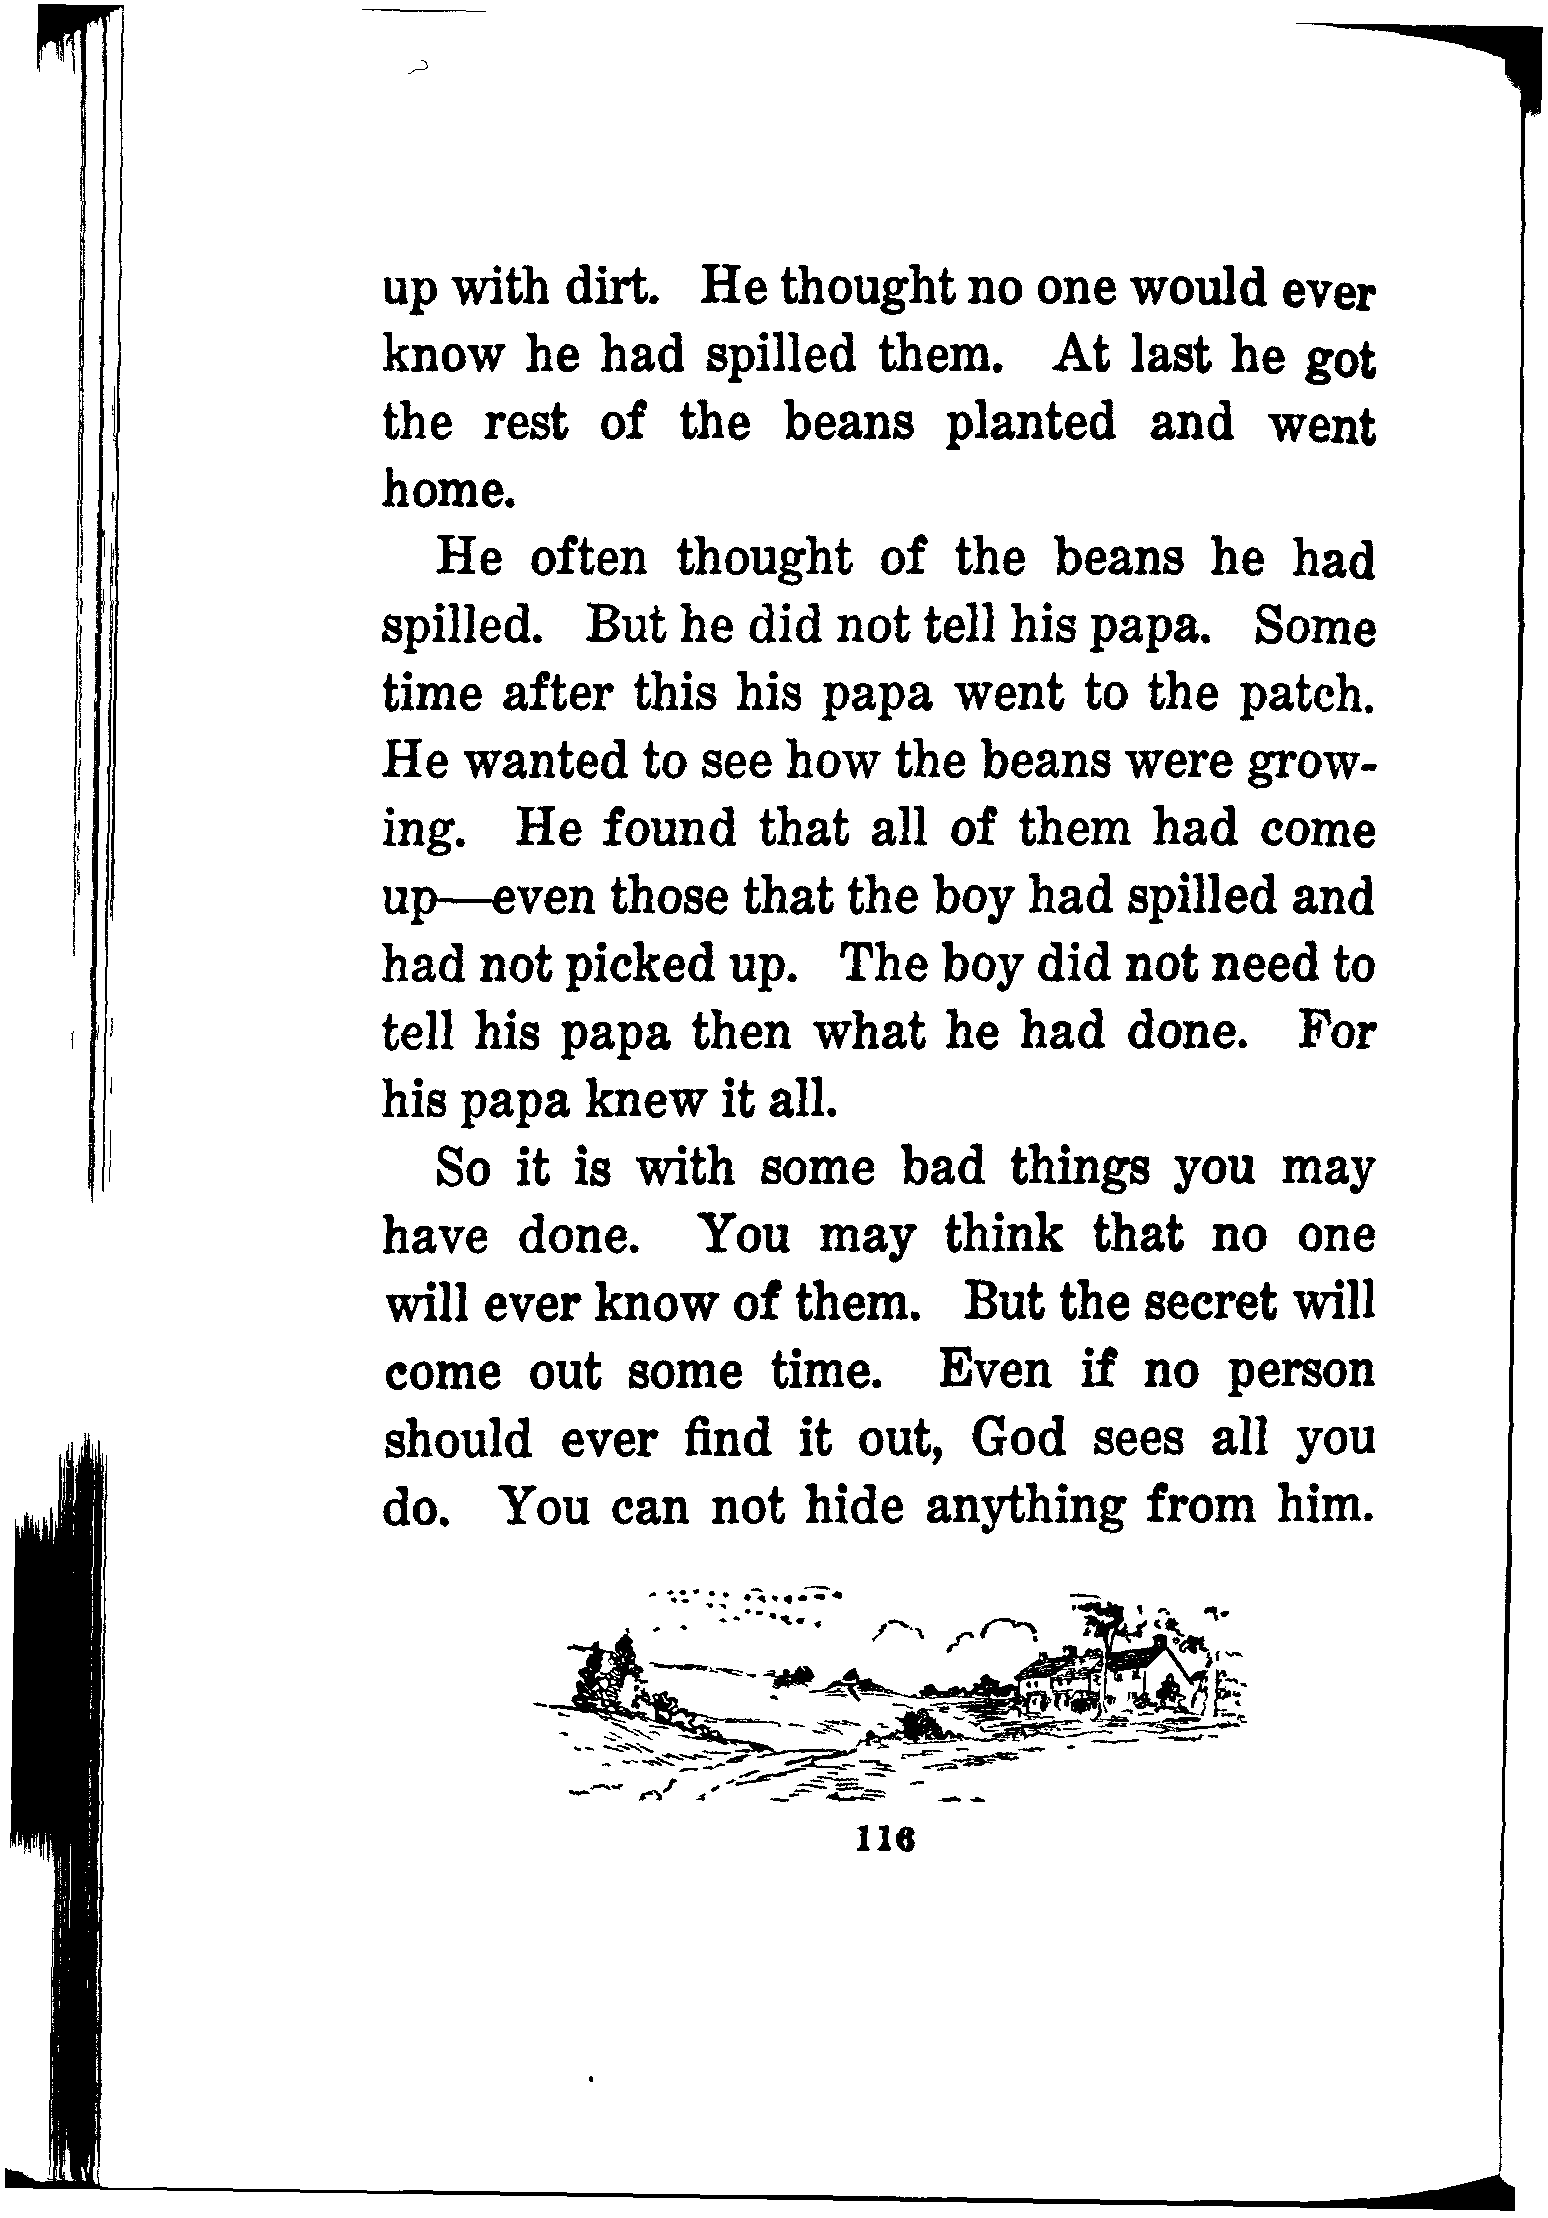 up with dirt. He thought no one would ever
know he had spilled them. At last he got
the rest of the beans planted and went
home.
He often thought of the beans he had
spilled. But he did not tell his papa. Some
time after this his papa went to the patch.
He wanted to see how the beans were grow-
ing. He found that all of them had come
up—even those that the boy had spilled and
had not picked up. The boy did not need to
tell his papa then what he had done. For
his papa knew it all.
So it is with some bad things you may
have done. You may think that no one
will ever know of them. But the secret will
come out some time. Even if no person
should ever find it out, God sees all you
do. You can not hide anything from him.
116